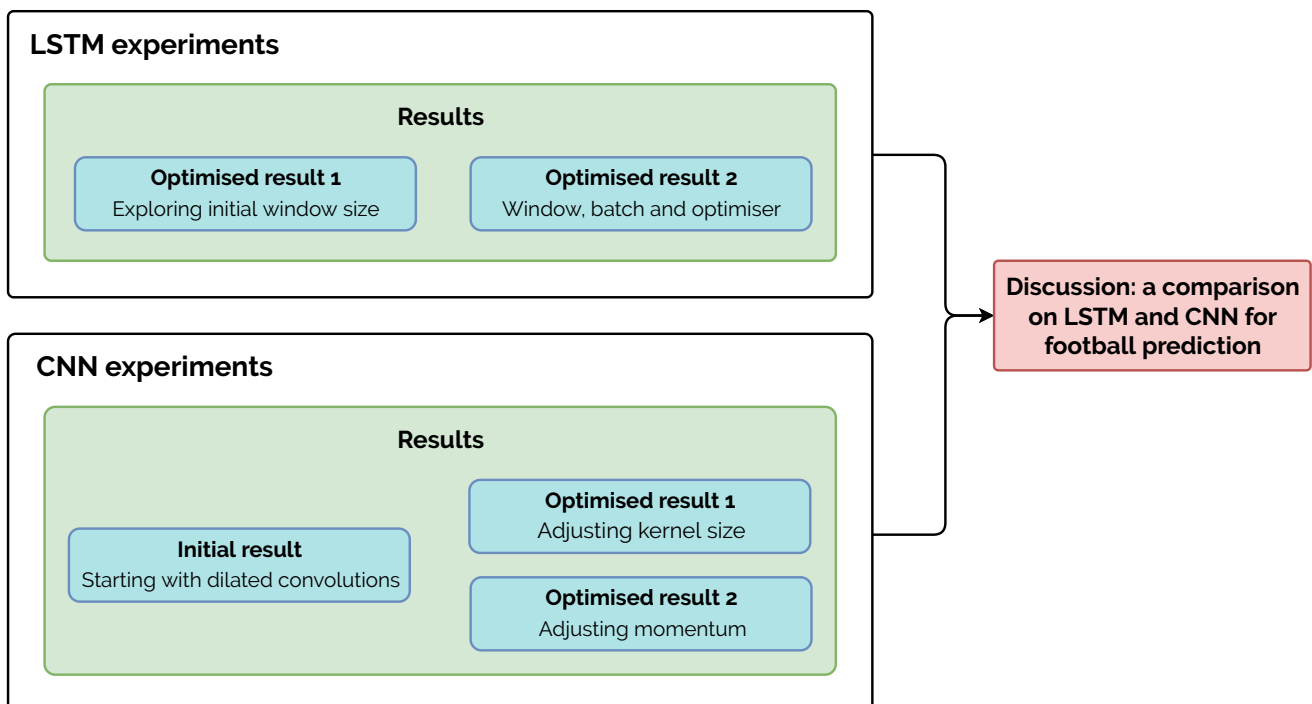 LSTM experiments
Results
Optimised result 1
Exploring initial window size
Optimised result 2
Window, batch and optimiser
Discussion: a comparison
on LSTM and CNN for
football prediction
CNN experiments
Results
Initial result
Starting with dilated convolutions
Optimised result 1
Adjusting kernel size
Optimised result 2
Adjusting momentum